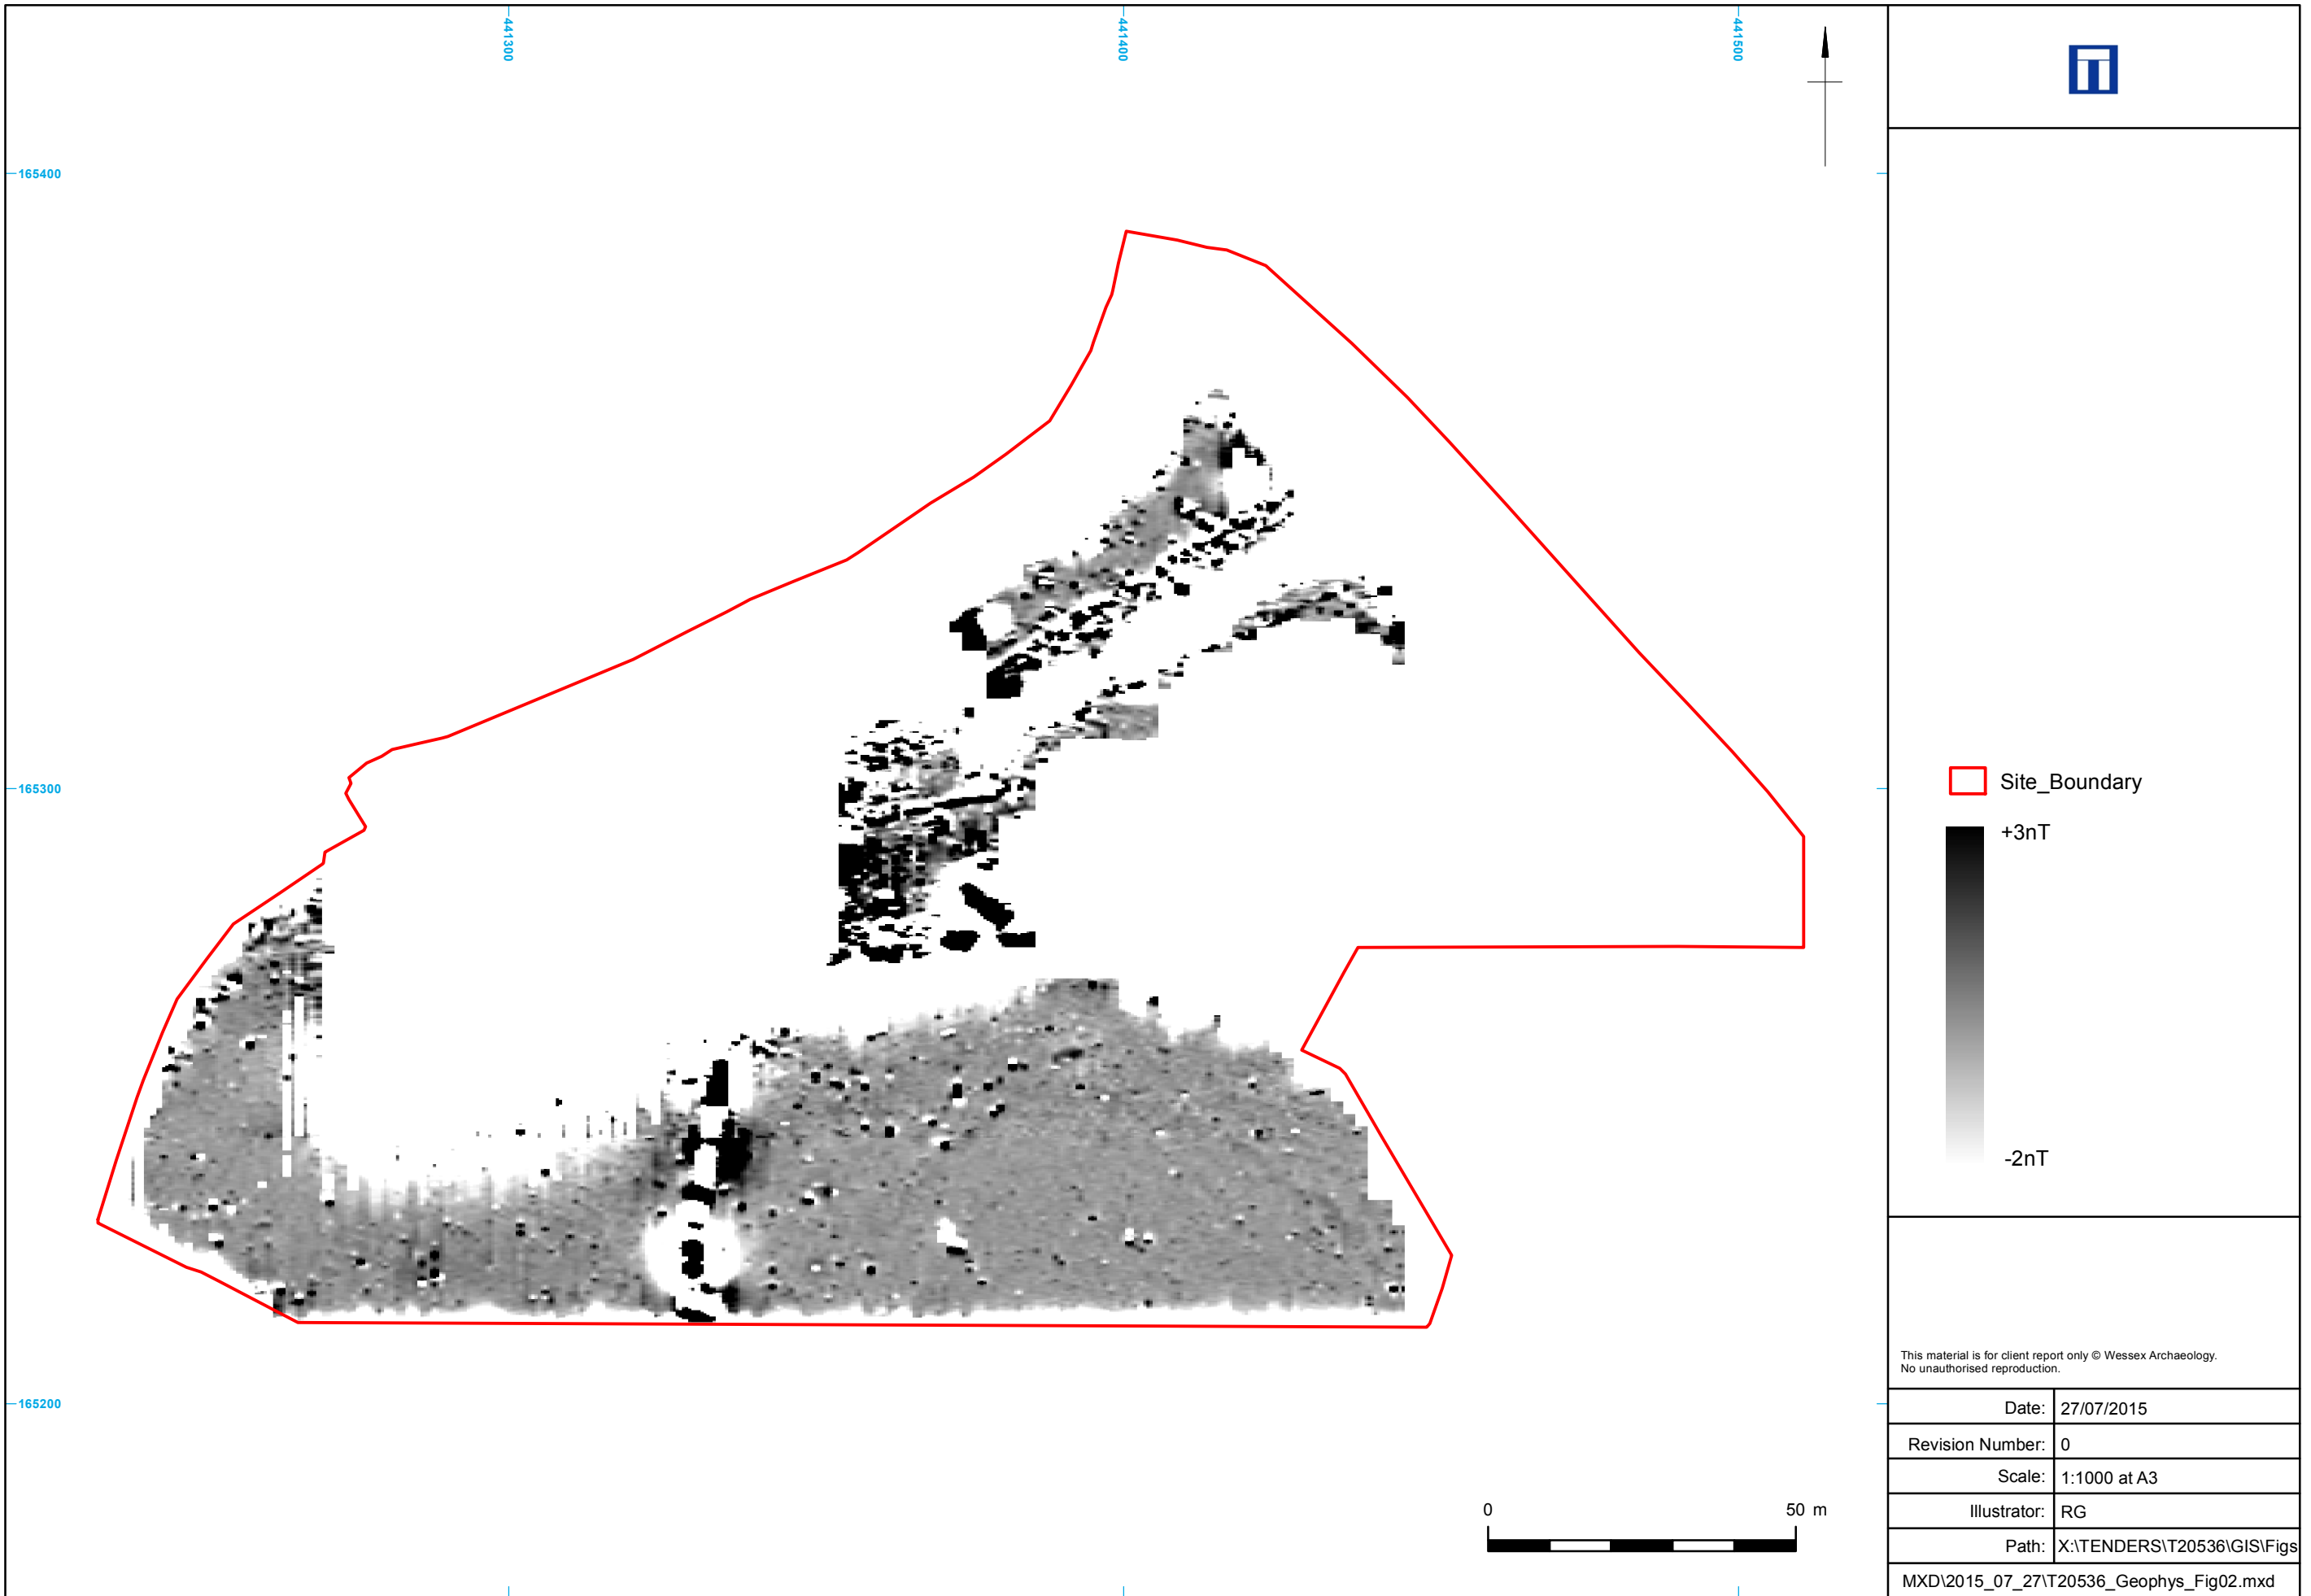 441300
441400
441500
165400
165300
165200
Site_Boundary
+3nT
-2nT
0 50 m
This material is for client report only © Wessex Archaeology.
No unauthorised reproduction.
Date: 27/07/2015
Revision Number: 0
Scale: 1:1000 at A3
Illustrator: RG
Path: X:\TENDERS\T20536\GIS\Figs
MXD\2015_07_27\T20536_Geophys_Fig02.mxd